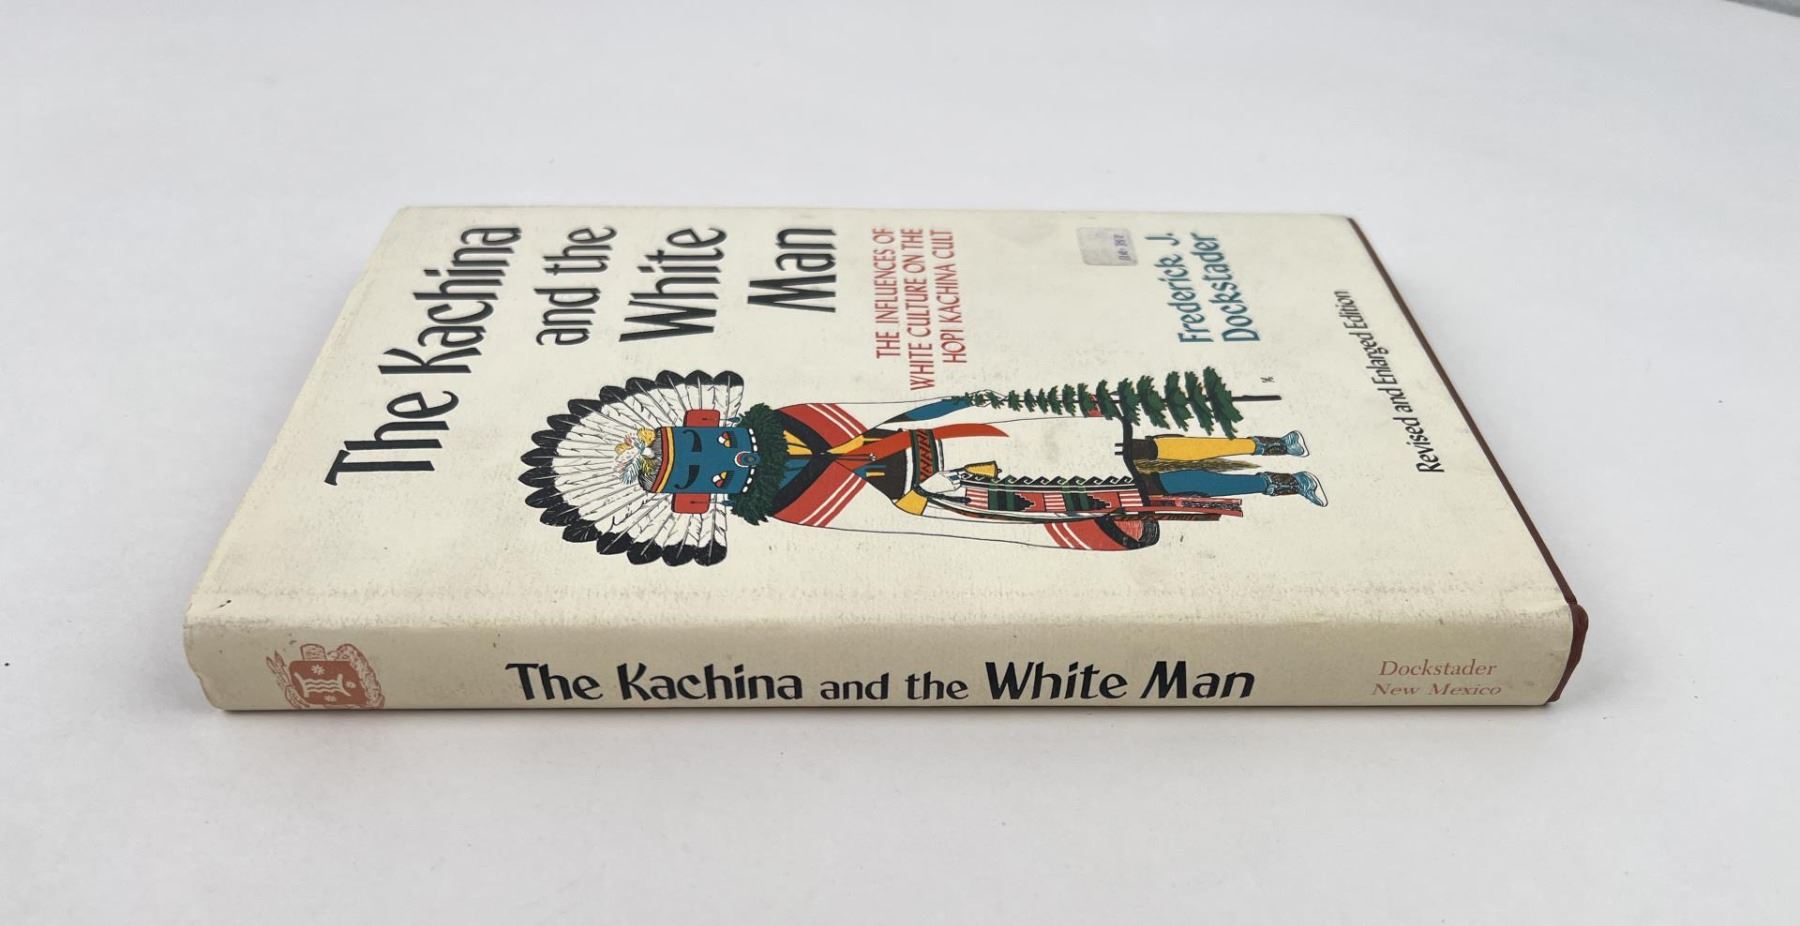 The Kachina
and the
White
Man
THE INFLUENCES OF
WHITE CULTURE ON THE
HOPI KACHINA CULT
Frederick J.
Dockstader
Revised and Enlarged Edition
The Kachina and the White Man
Dockstader
New Mexico